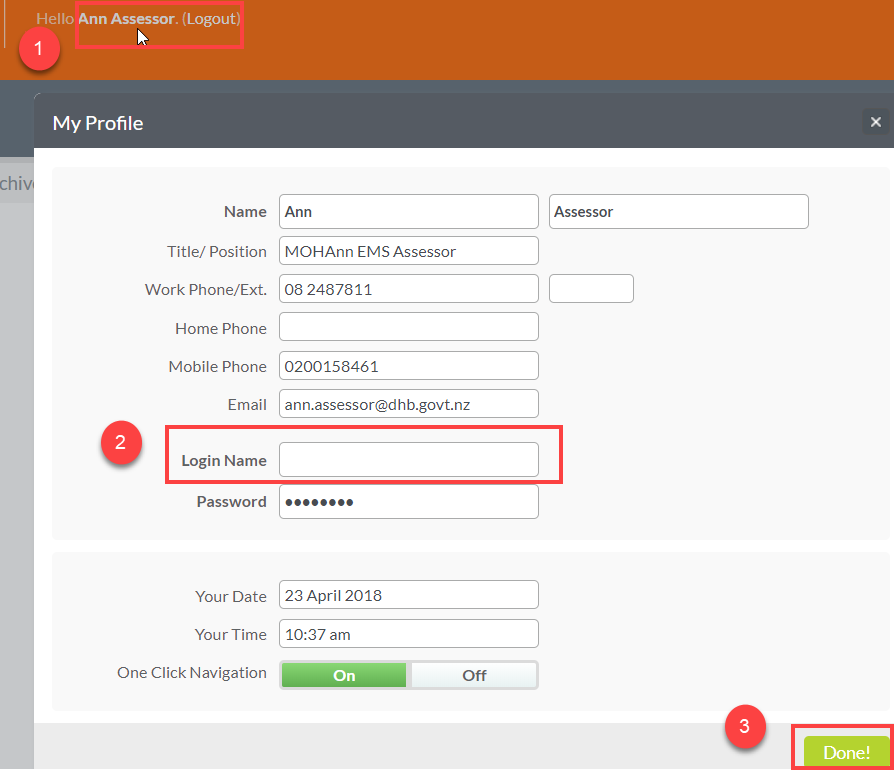 Hello Ann Assessor. (Logout)
1
My Profile ×
chive
Name Ann Assessor
Title/ Position MOHAnn EMS Assessor
Work Phone/Ext. 08 2487811
Home Phone
Mobile Phone 0200158461
Email ann.assessor@dhb.govt.nz
2
Login Name
Password ●●●●●●●●
Your Date 23 April 2018
Your Time 10:37 am
One Click Navigation On Off
3
Done!